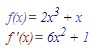 f(x) = 2x³ + x
f '(x) = 6x² + 1